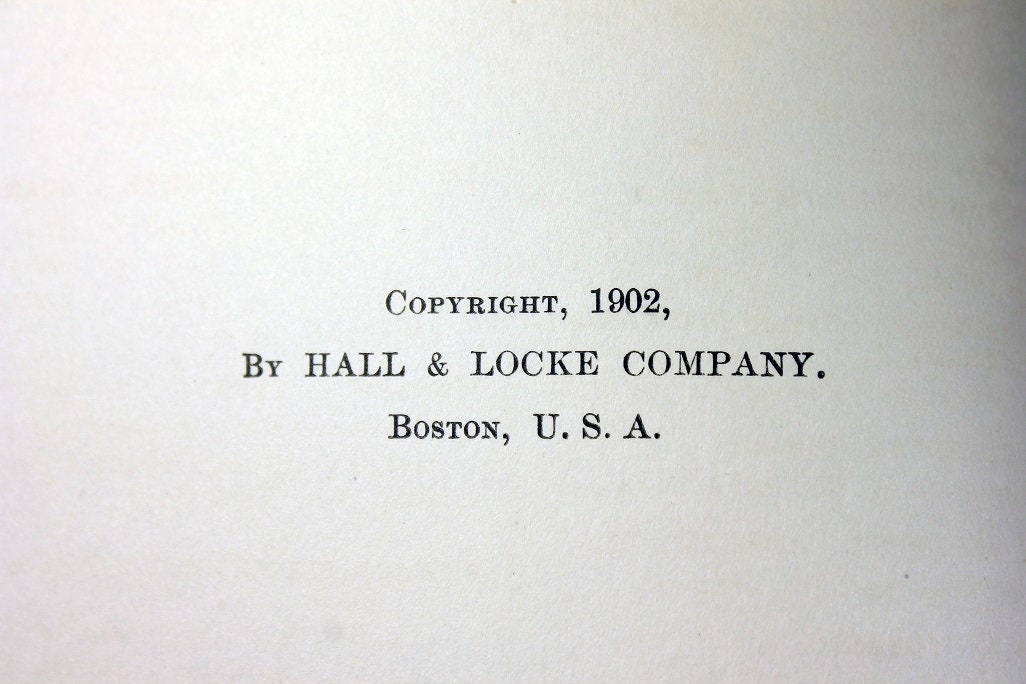 Copyright, 1902,
By HALL & LOCKE COMPANY.
Boston, U. S. A.